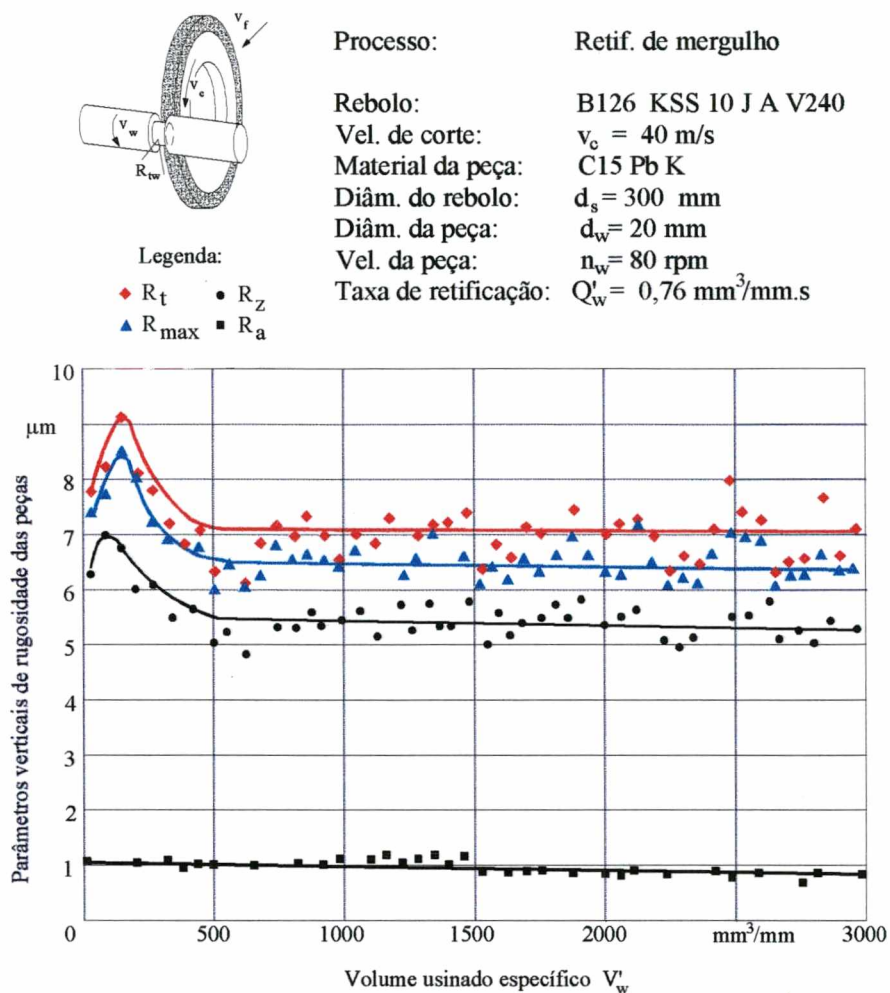 v_f
v_c
v_w
R_tw
Processo: Retif. de mergulho
Rebolo: B126 KSS 10 J A V240
Vel. de corte: v_c = 40 m/s
Material da peça: C15 Pb K
Diâm. do rebolo: d_s= 300 mm
Diâm. da peça: d_w= 20 mm
Vel. da peça: n_w= 80 rpm
Taxa de retificação: Q'_w= 0,76 mm³/mm.s
Legenda:
R_t R_z
R_max R_a
Parâmetros verticais de rugosidade das peças
10
µm
8
7
6
5
4
3
2
1
0 500 1000 1500 2000 mm³/mm 3000
Volume usinado específico V'_w